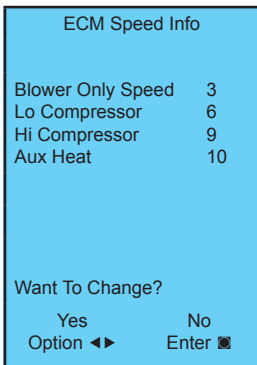 ECM Speed Info
Blower Only Speed 3
Lo Compressor 6
Hi Compressor 9
Aux Heat 10
Want To Change?
Yes No
Option ◄► Enter ◙